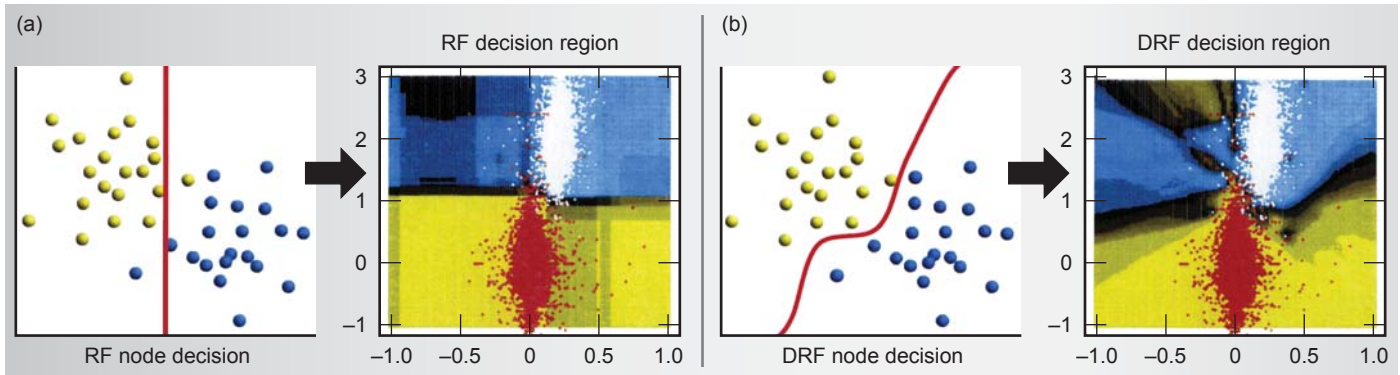 (a)
RF decision region
3
2
1
0
–1
–1.0 –0.5 0 0.5 1.0
RF node decision
(b)
DRF decision region
3
2
1
0
–1
–1.0 –0.5 0 0.5 1.0
DRF node decision